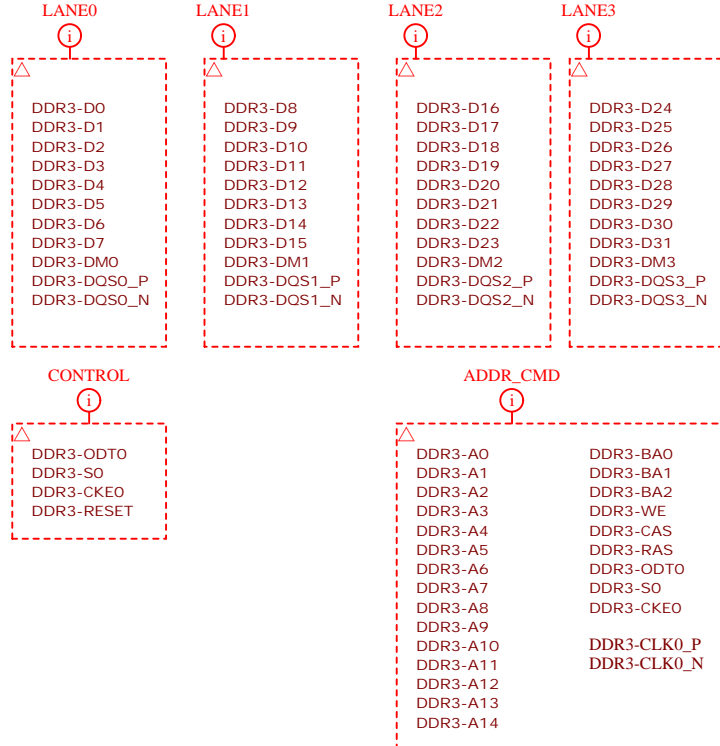 LANE0
i
DDR3-D0
DDR3-D1
DDR3-D2
DDR3-D3
DDR3-D4
DDR3-D5
DDR3-D6
DDR3-D7
DDR3-DM0
DDR3-DQS0_P
DDR3-DQS0_N
LANE1
i
DDR3-D8
DDR3-D9
DDR3-D10
DDR3-D11
DDR3-D12
DDR3-D13
DDR3-D14
DDR3-D15
DDR3-DM1
DDR3-DQS1_P
DDR3-DQS1_N
LANE2
i
DDR3-D16
DDR3-D17
DDR3-D18
DDR3-D19
DDR3-D20
DDR3-D21
DDR3-D22
DDR3-D23
DDR3-DM2
DDR3-DQS2_P
DDR3-DQS2_N
LANE3
i
DDR3-D24
DDR3-D25
DDR3-D26
DDR3-D27
DDR3-D28
DDR3-D29
DDR3-D30
DDR3-D31
DDR3-DM3
DDR3-DQS3_P
DDR3-DQS3_N
CONTROL
i
DDR3-ODT0
DDR3-S0
DDR3-CKE0
DDR3-RESET
ADDR_CMD
i
DDR3-A0
DDR3-A1
DDR3-A2
DDR3-A3
DDR3-A4
DDR3-A5
DDR3-A6
DDR3-A7
DDR3-A8
DDR3-A9
DDR3-A10
DDR3-A11
DDR3-A12
DDR3-A13
DDR3-A14
DDR3-BA0
DDR3-BA1
DDR3-BA2
DDR3-WE
DDR3-CAS
DDR3-RAS
DDR3-ODT0
DDR3-S0
DDR3-CKE0
DDR3-CLK0_P
DDR3-CLK0_N